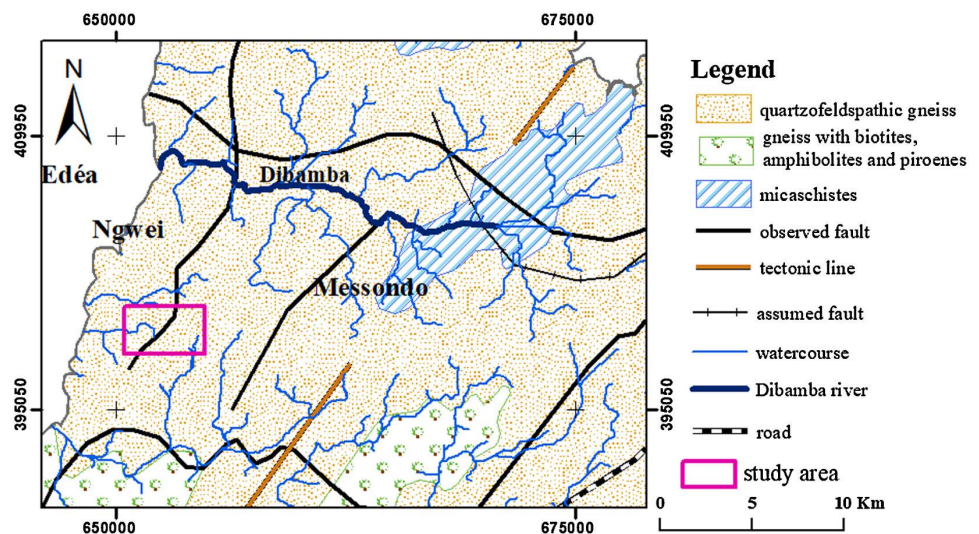 650000
675000
N
409950
409950
Edéa
Dibamba
Ngwei
Messondo
395050
395050
650000
675000
Legend
quartzofeldspathic gneiss
gneiss with biotites,
amphibolites and piroenes
micaschistes
observed fault
tectonic line
assumed fault
watercourse
Dibamba river
road
study area
0 5 10 Km